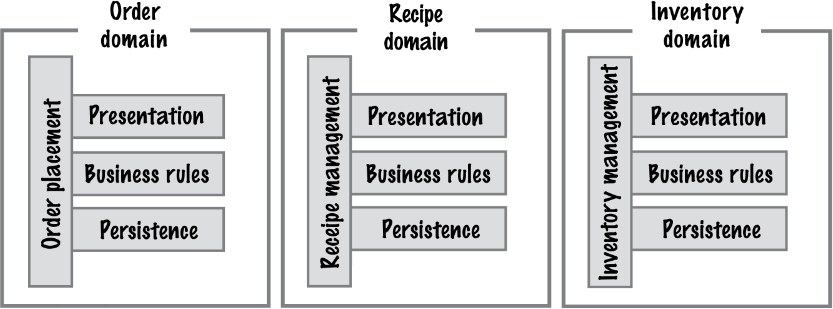 Order
domain
Order placement
Presentation
Business rules
Persistence
Recipe
domain
Receipe management
Presentation
Business rules
Persistence
Inventory
domain
Inventory management
Presentation
Business rules
Persistence